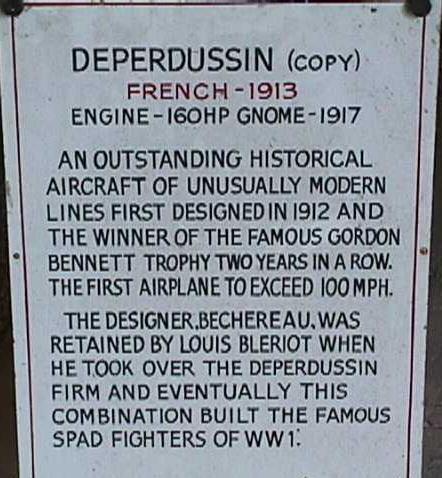 DEPERDUSSIN (COPY)
FRENCH - 1913
ENGINE - 160HP GNOME - 1917
AN OUTSTANDING HISTORICAL
AIRCRAFT OF UNUSUALLY MODERN
LINES FIRST DESIGNED IN 1912 AND
THE WINNER OF THE FAMOUS GORDON
BENNETT TROPHY TWO YEARS IN A ROW.
THE FIRST AIRPLANE TO EXCEED 100 MPH.
THE DESIGNER, BECHEREAU, WAS
RETAINED BY LOUIS BLERIOT WHEN
HE TOOK OVER THE DEPERDUSSIN
FIRM AND EVENTUALLY THIS
COMBINATION BUILT THE FAMOUS
SPAD FIGHTERS OF WW1.